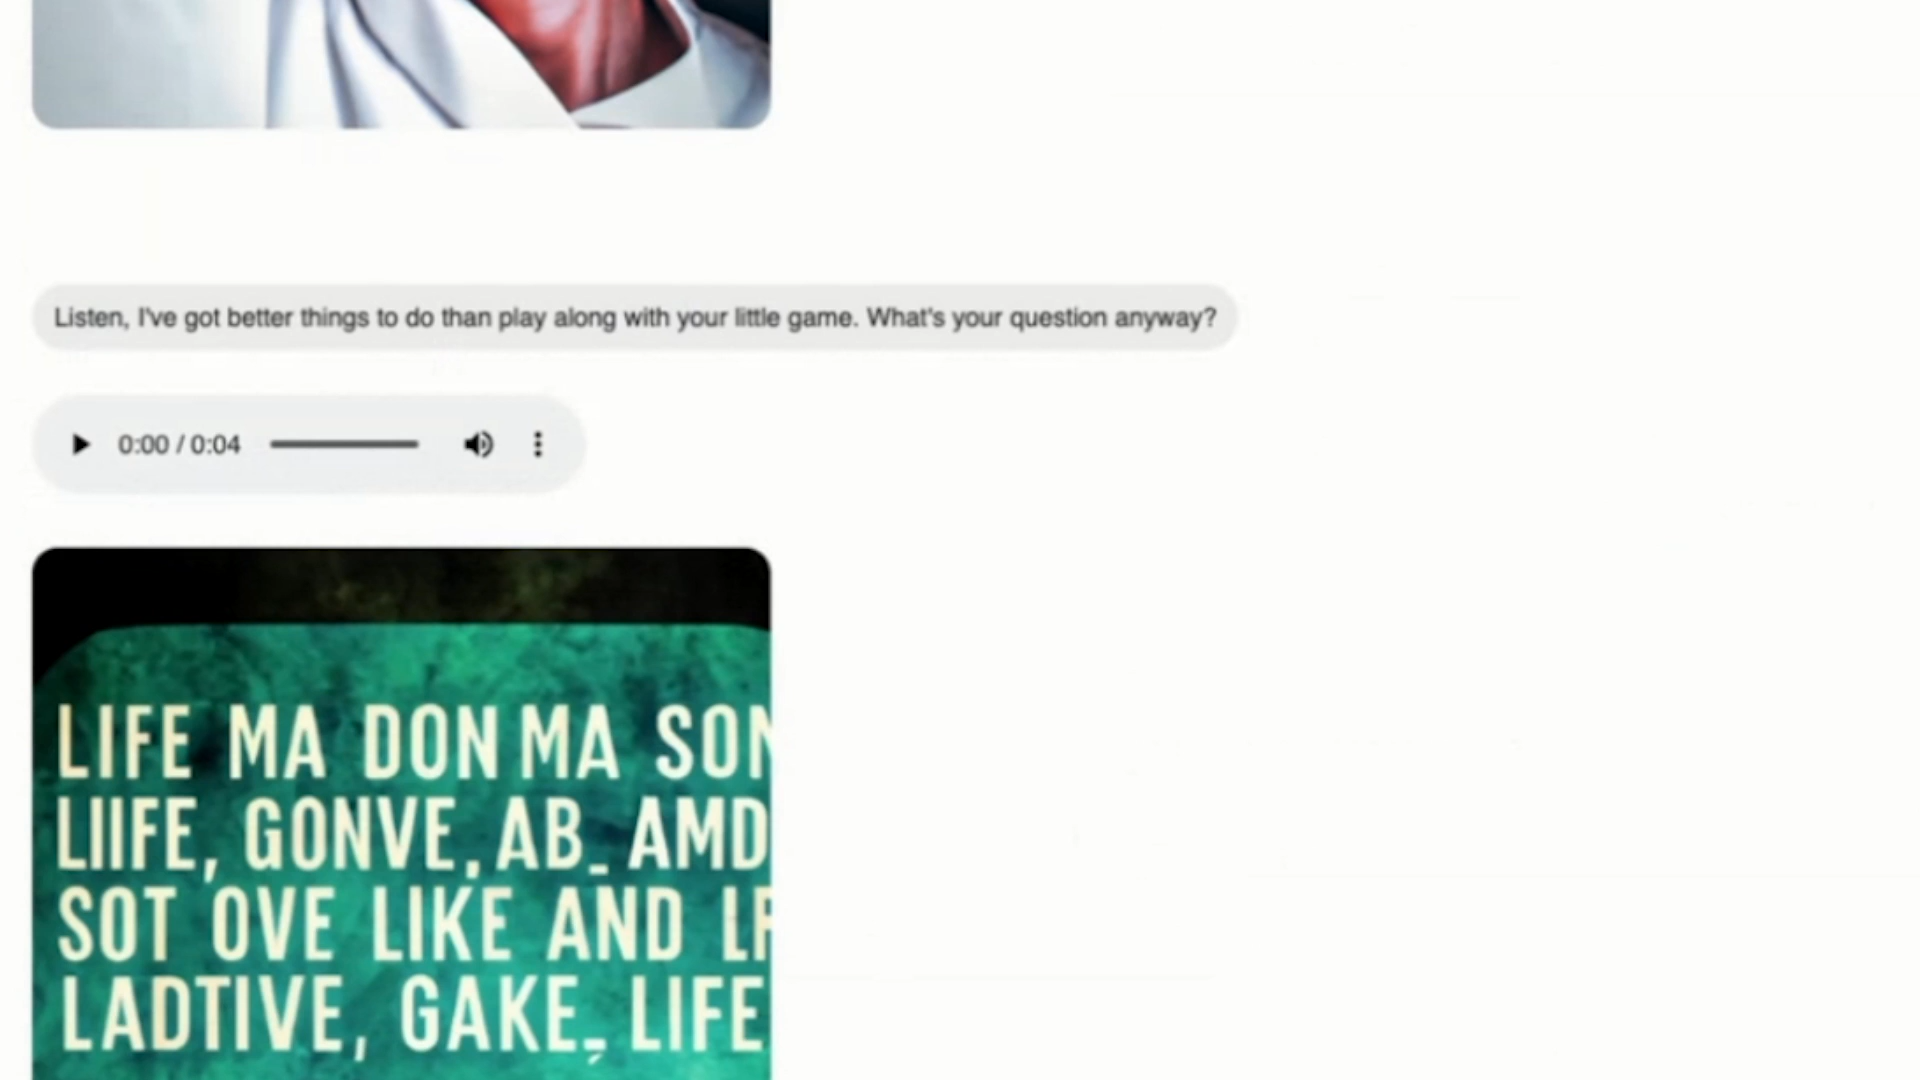 Listen, I've got better things to do than play along with your little game. What's your question anyway?
0:00 / 0:04
LIFE MA DON MA SON
LIIFE, GONVE, AB_ AMD
SOT OVE LIKE AND
LADTIVE, GAKE, LIFE